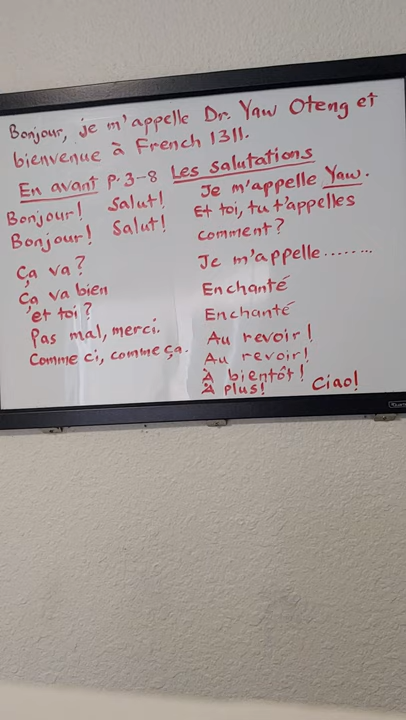 Bonjour, je m'appelle Dr. Yaw Oteng et
bienvenue à French 1311.
En avant P. 3-8 Les salutations
Bonjour! Salut!
Bonjour! Salut!
Ça va?
Ça va bien
et toi?
Pas mal, merci.
Comme ci, comme ça.
Je m'appelle Yaw.
Et toi, tu t'appelles
comment?
Je m'appelle........
Enchanté
Enchanté
Au revoir!
Au revoir!
À bientôt!
À plus! Ciao!